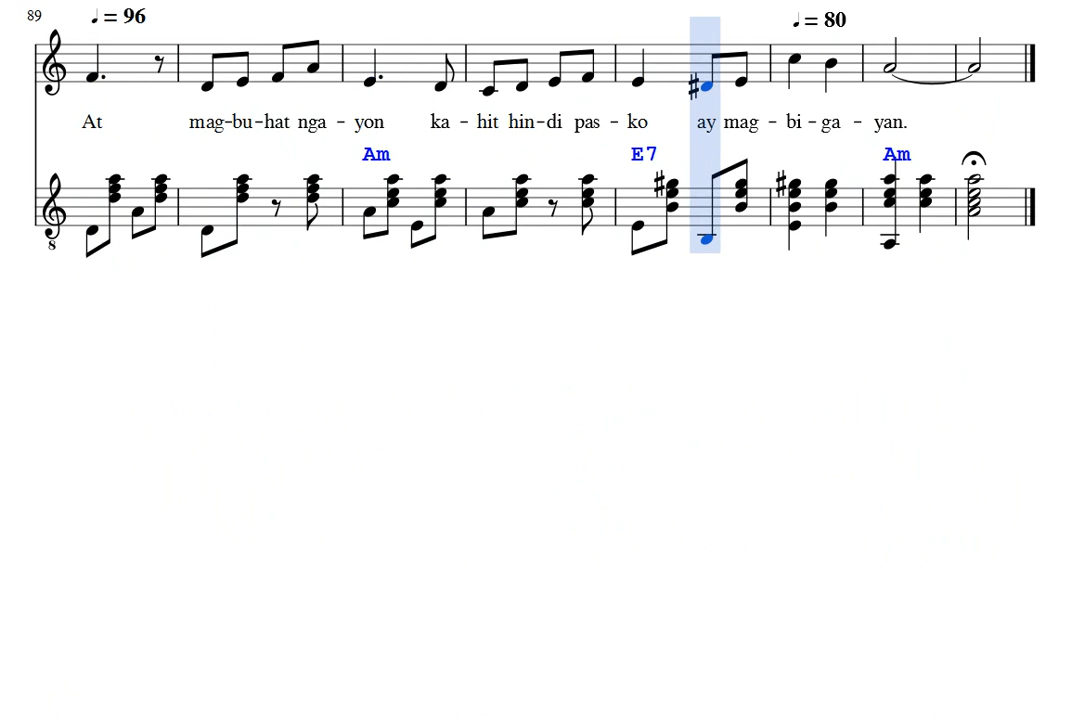 89 ♩ = 96 ♩ = 80
At mag-bu-hat nga-yon ka-hit hin-di pas-ko ay mag-bi-ga-yan.
Am E7 Am
8